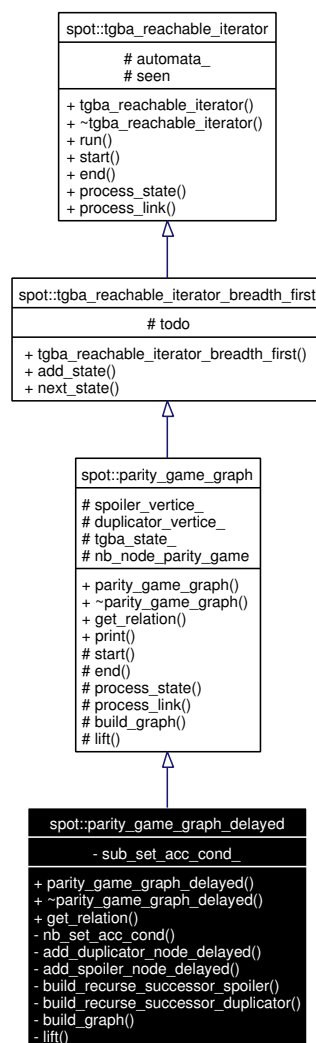 spot::tgba_reachable_iterator
# automata_
# seen
+ tgba_reachable_iterator()
+ ~tgba_reachable_iterator()
+ run()
+ start()
+ end()
+ process_state()
+ process_link()
spot::tgba_reachable_iterator_breadth_first
# todo
+ tgba_reachable_iterator_breadth_first()
+ add_state()
+ next_state()
spot::parity_game_graph
# spoiler_vertice_
# duplicator_vertice_
# tgba_state_
# nb_node_parity_game
+ parity_game_graph()
+ ~parity_game_graph()
+ get_relation()
+ print()
# start()
# end()
# process_state()
# process_link()
# build_graph()
# lift()
spot::parity_game_graph_delayed
- sub_set_acc_cond_
+ parity_game_graph_delayed()
+ ~parity_game_graph_delayed()
+ get_relation()
- nb_set_acc_cond()
- add_duplicator_node_delayed()
- add_spoiler_node_delayed()
- build_recurse_successor_spoiler()
- build_recurse_successor_duplicator()
- build_graph()
- lift()